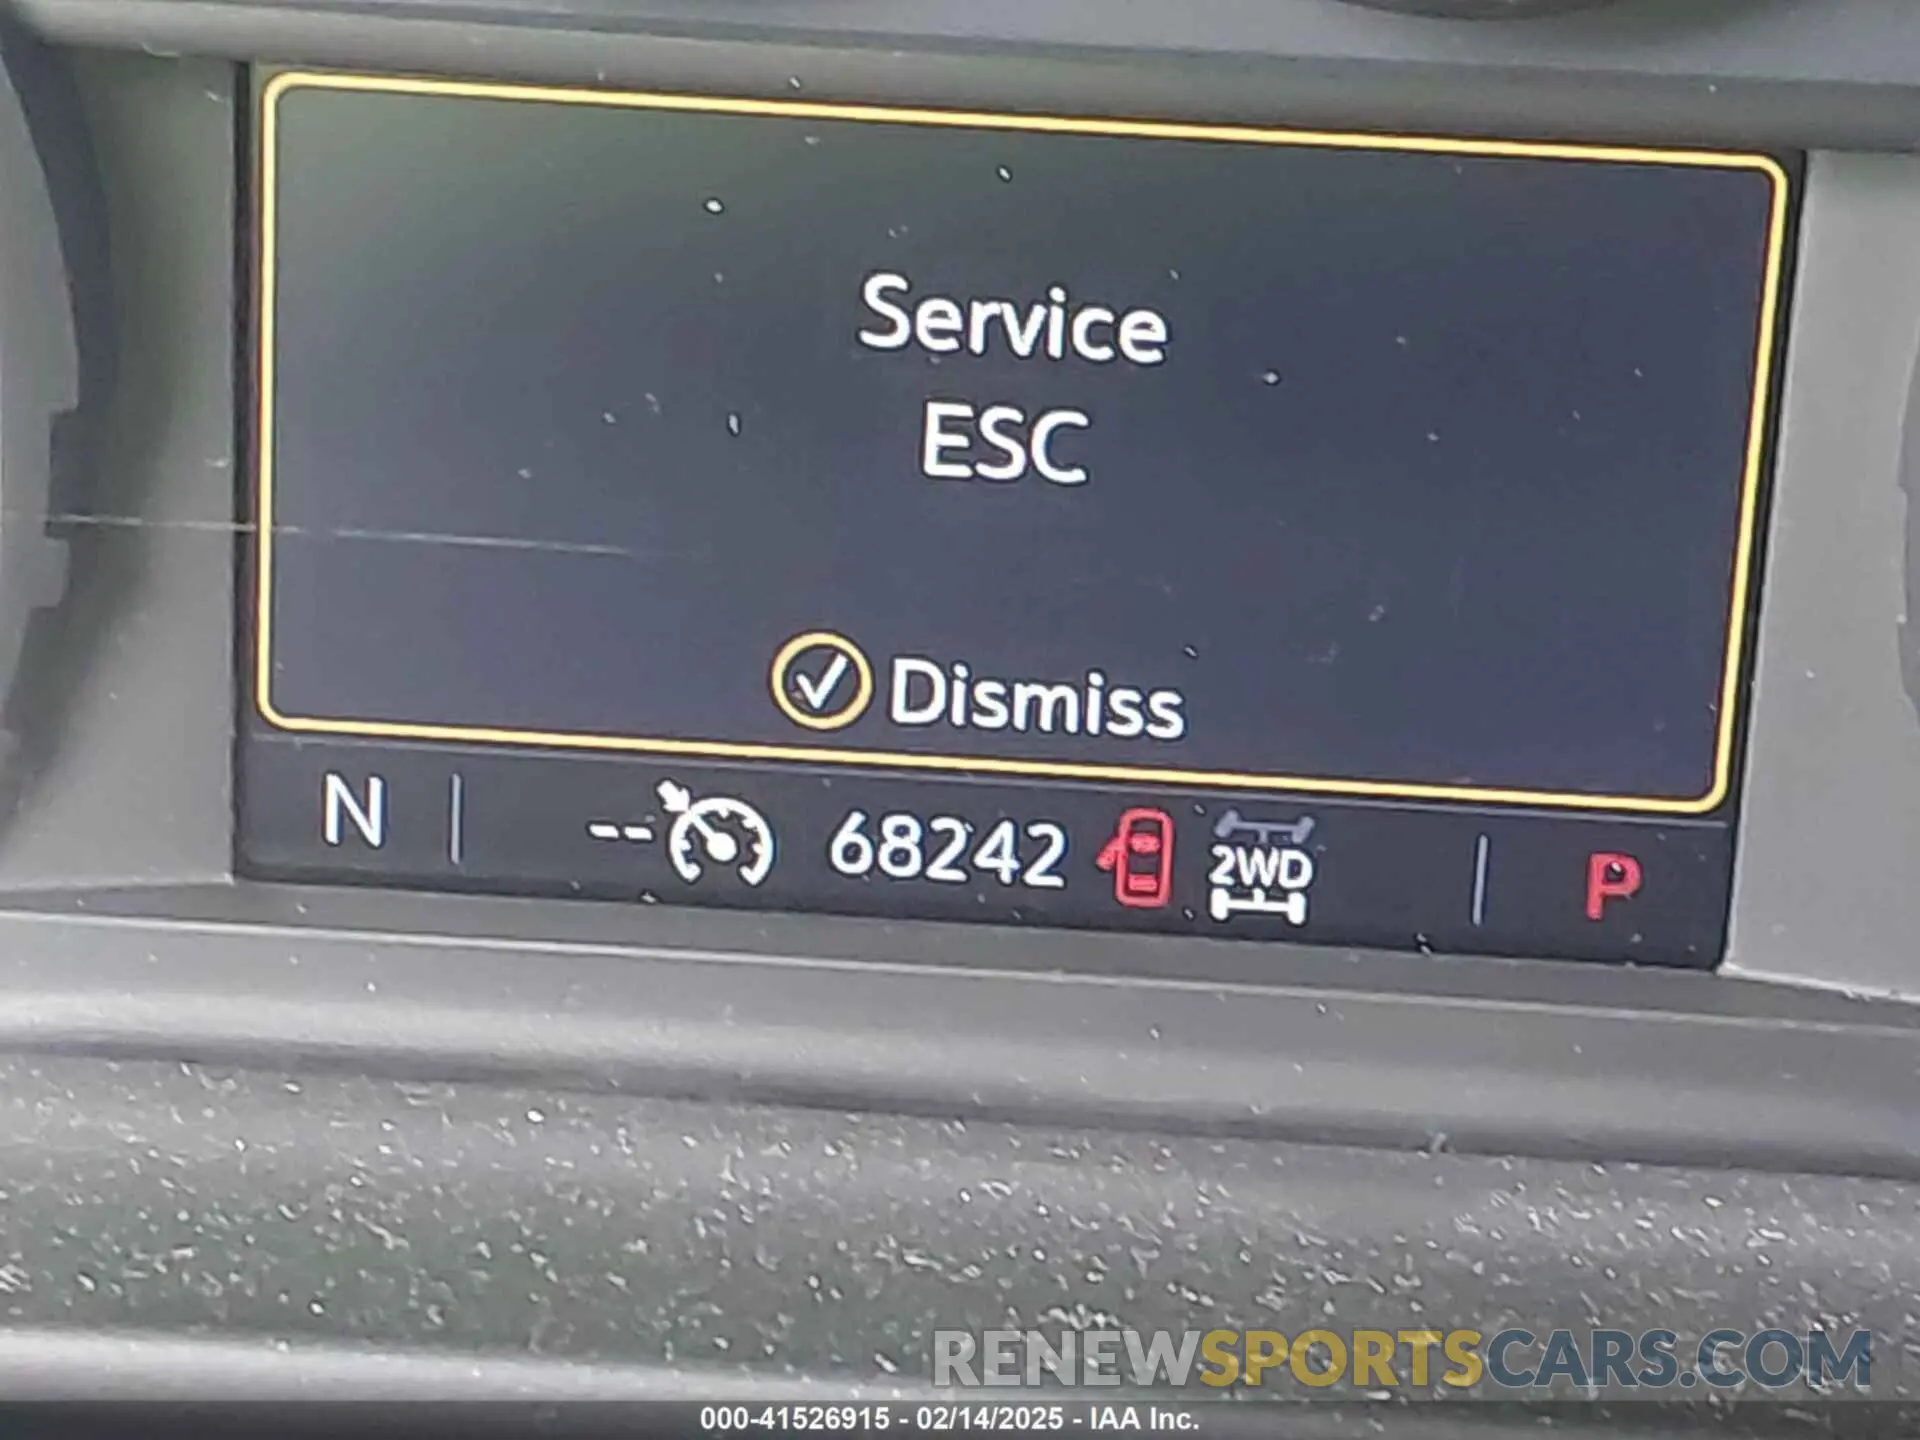 Service
ESC
Dismiss
N -- 68242 2WD P
RENEWSPORTSCARS.COM
000-41526915 - 02/14/2025 - IAA Inc.